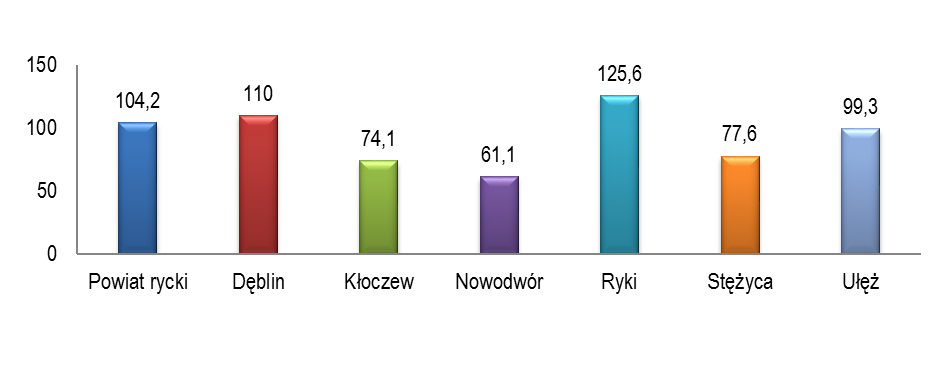 150
100
50
0
104,2
110
74,1
61,1
125,6
77,6
99,3
Powiat rycki
Dęblin
Kłoczew
Nowodwór
Ryki
Stężyca
Ułęż